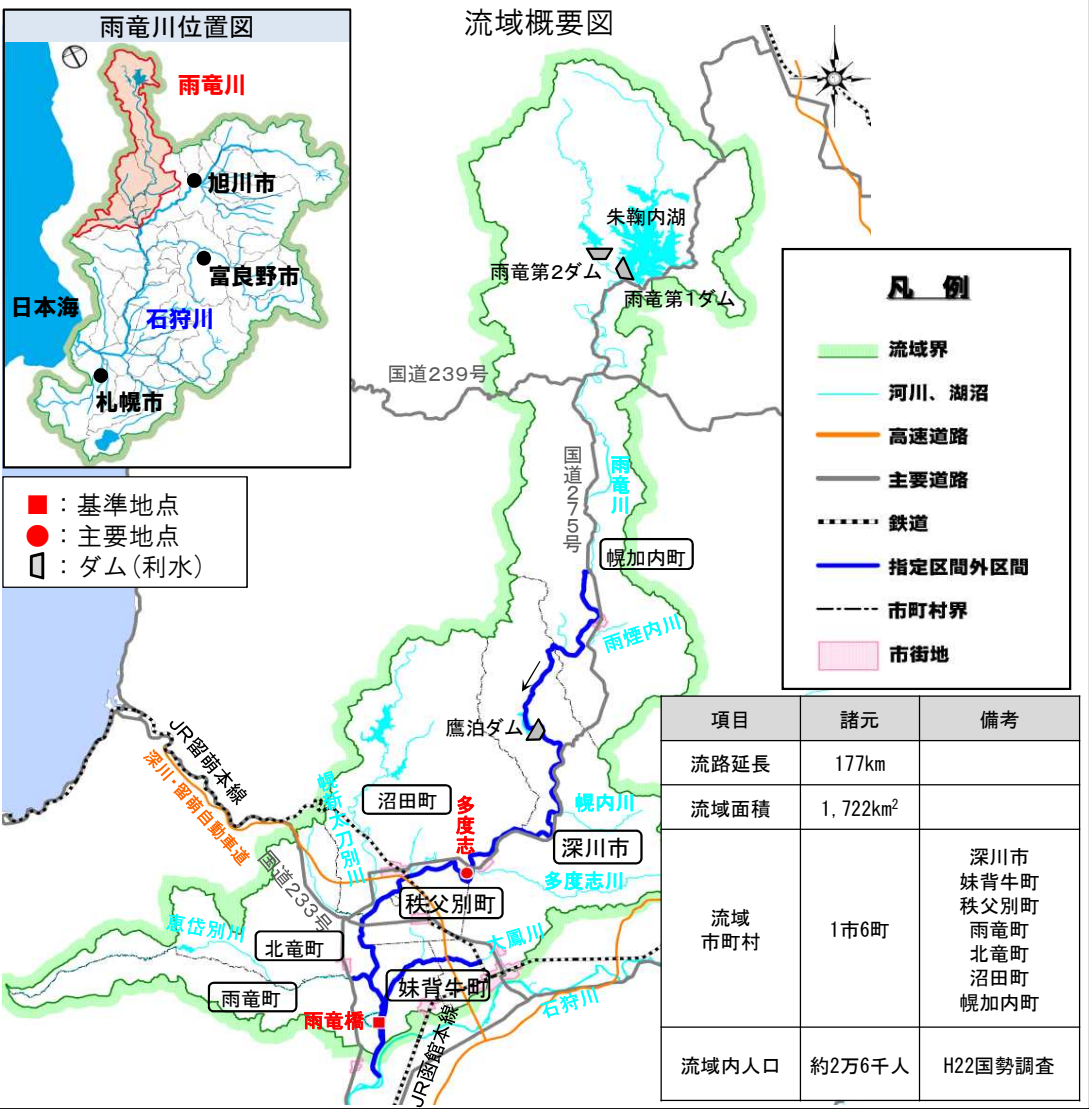 流域概要図
雨竜川位置図
雨竜川
旭川市
富良野市
日本海
石狩川
札幌市
■：基準地点
●：主要地点
：ダム（利水）
朱鞠内湖
雨竜第2ダム
雨竜第1ダム
国道239号
国道275号
雨竜川
幌加内町
雨煙内川
鷹泊ダム
JR留萌本線
深川・留萌自動車道
幌新太刀別川
沼田町
多度志
幌内川
深川市
多度志川
国道233号
秩父別町
恵岱別川
北竜町
大鳳川
雨竜町
妹背牛町
雨竜橋
石狩川
JR函館本線
凡 例
流域界
河川、湖沼
高速道路
主要道路
鉄道
指定区間外区間
市町村界
市街地
項目 諸元 備考
流路延長 177km
流域面積 1,722km²
流域
市町村
1市6町
深川市
妹背牛町
秩父別町
雨竜町
北竜町
沼田町
幌加内町
流域内人口 約2万6千人 H22国勢調査